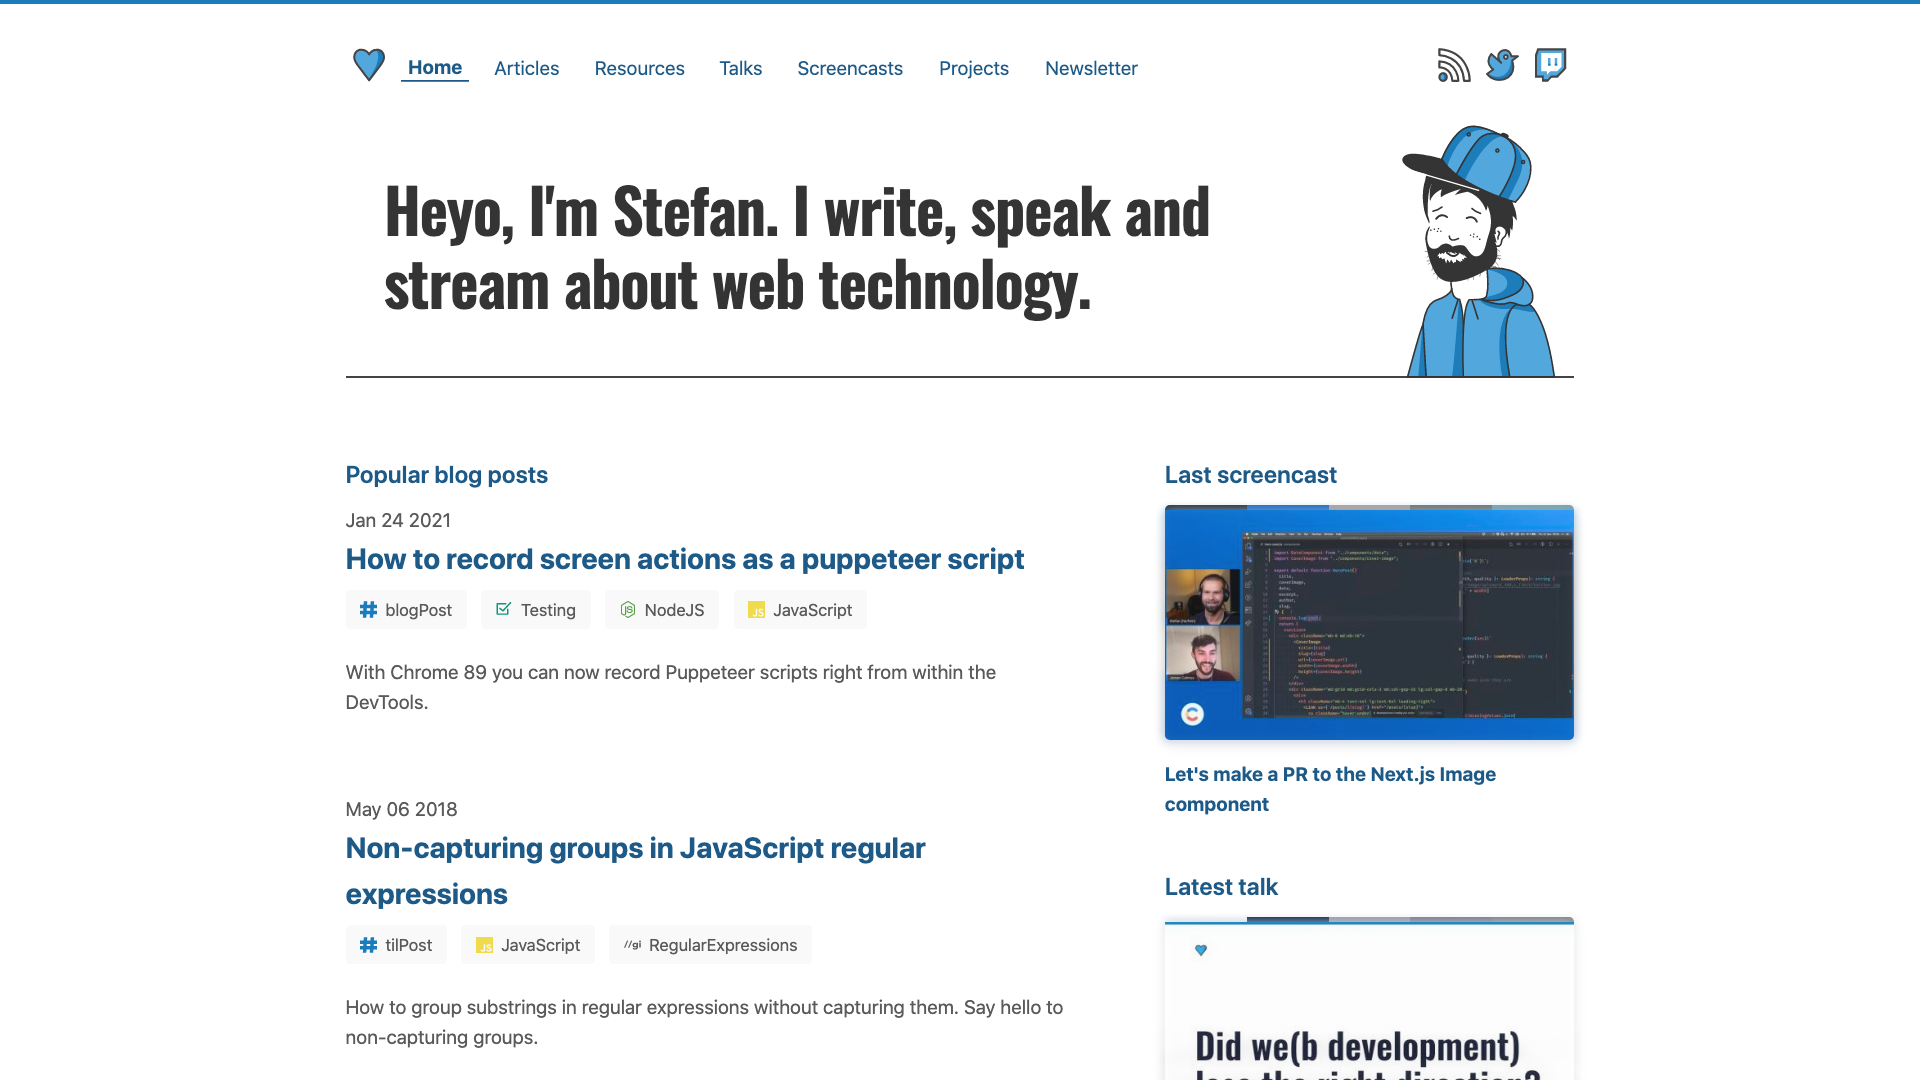 Home
Articles
Resources
Talks
Screencasts
Projects
Newsletter
Heyo, I'm Stefan. I write, speak and
stream about web technology.
Popular blog posts
Jan 24 2021
How to record screen actions as a puppeteer script
blogPost
Testing
NodeJS
JavaScript
With Chrome 89 you can now record Puppeteer scripts right from within the
DevTools.
May 06 2018
Non-capturing groups in JavaScript regular
expressions
tilPost
JavaScript
//gi RegularExpressions
How to group substrings in regular expressions without capturing them. Say hello to
non-capturing groups.
Last screencast
Let's make a PR to the Next.js Image
component
Latest talk
Did we(b development)